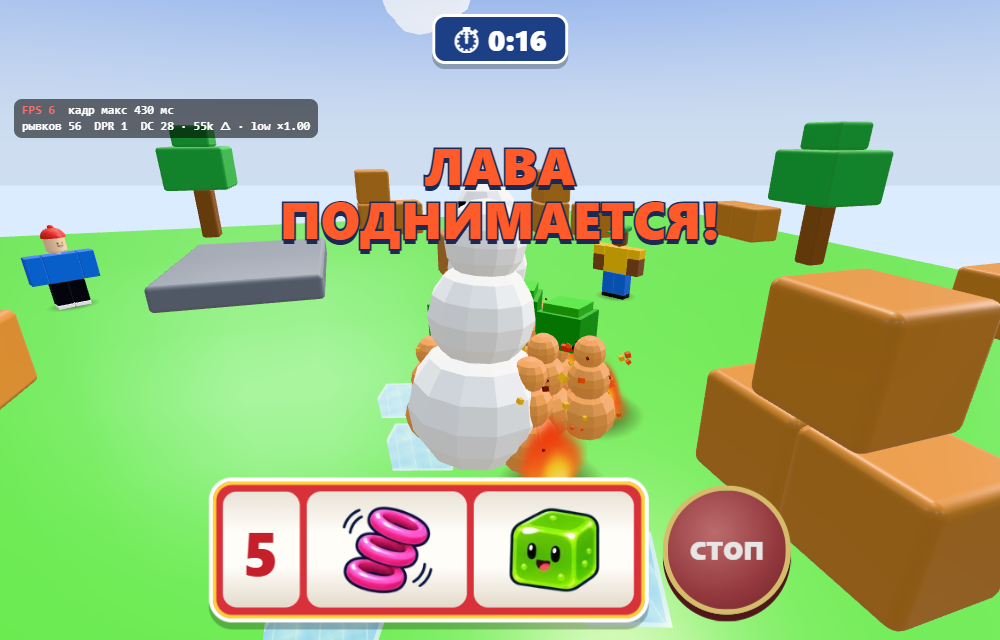 0:16
FPS 6 кадр макс 430 мс
рывков 56 DPR 1 DC 28 · 55k △ · low ×1.00
ЛАВА
ПОДНИМАЕТСЯ!
5
СТОП